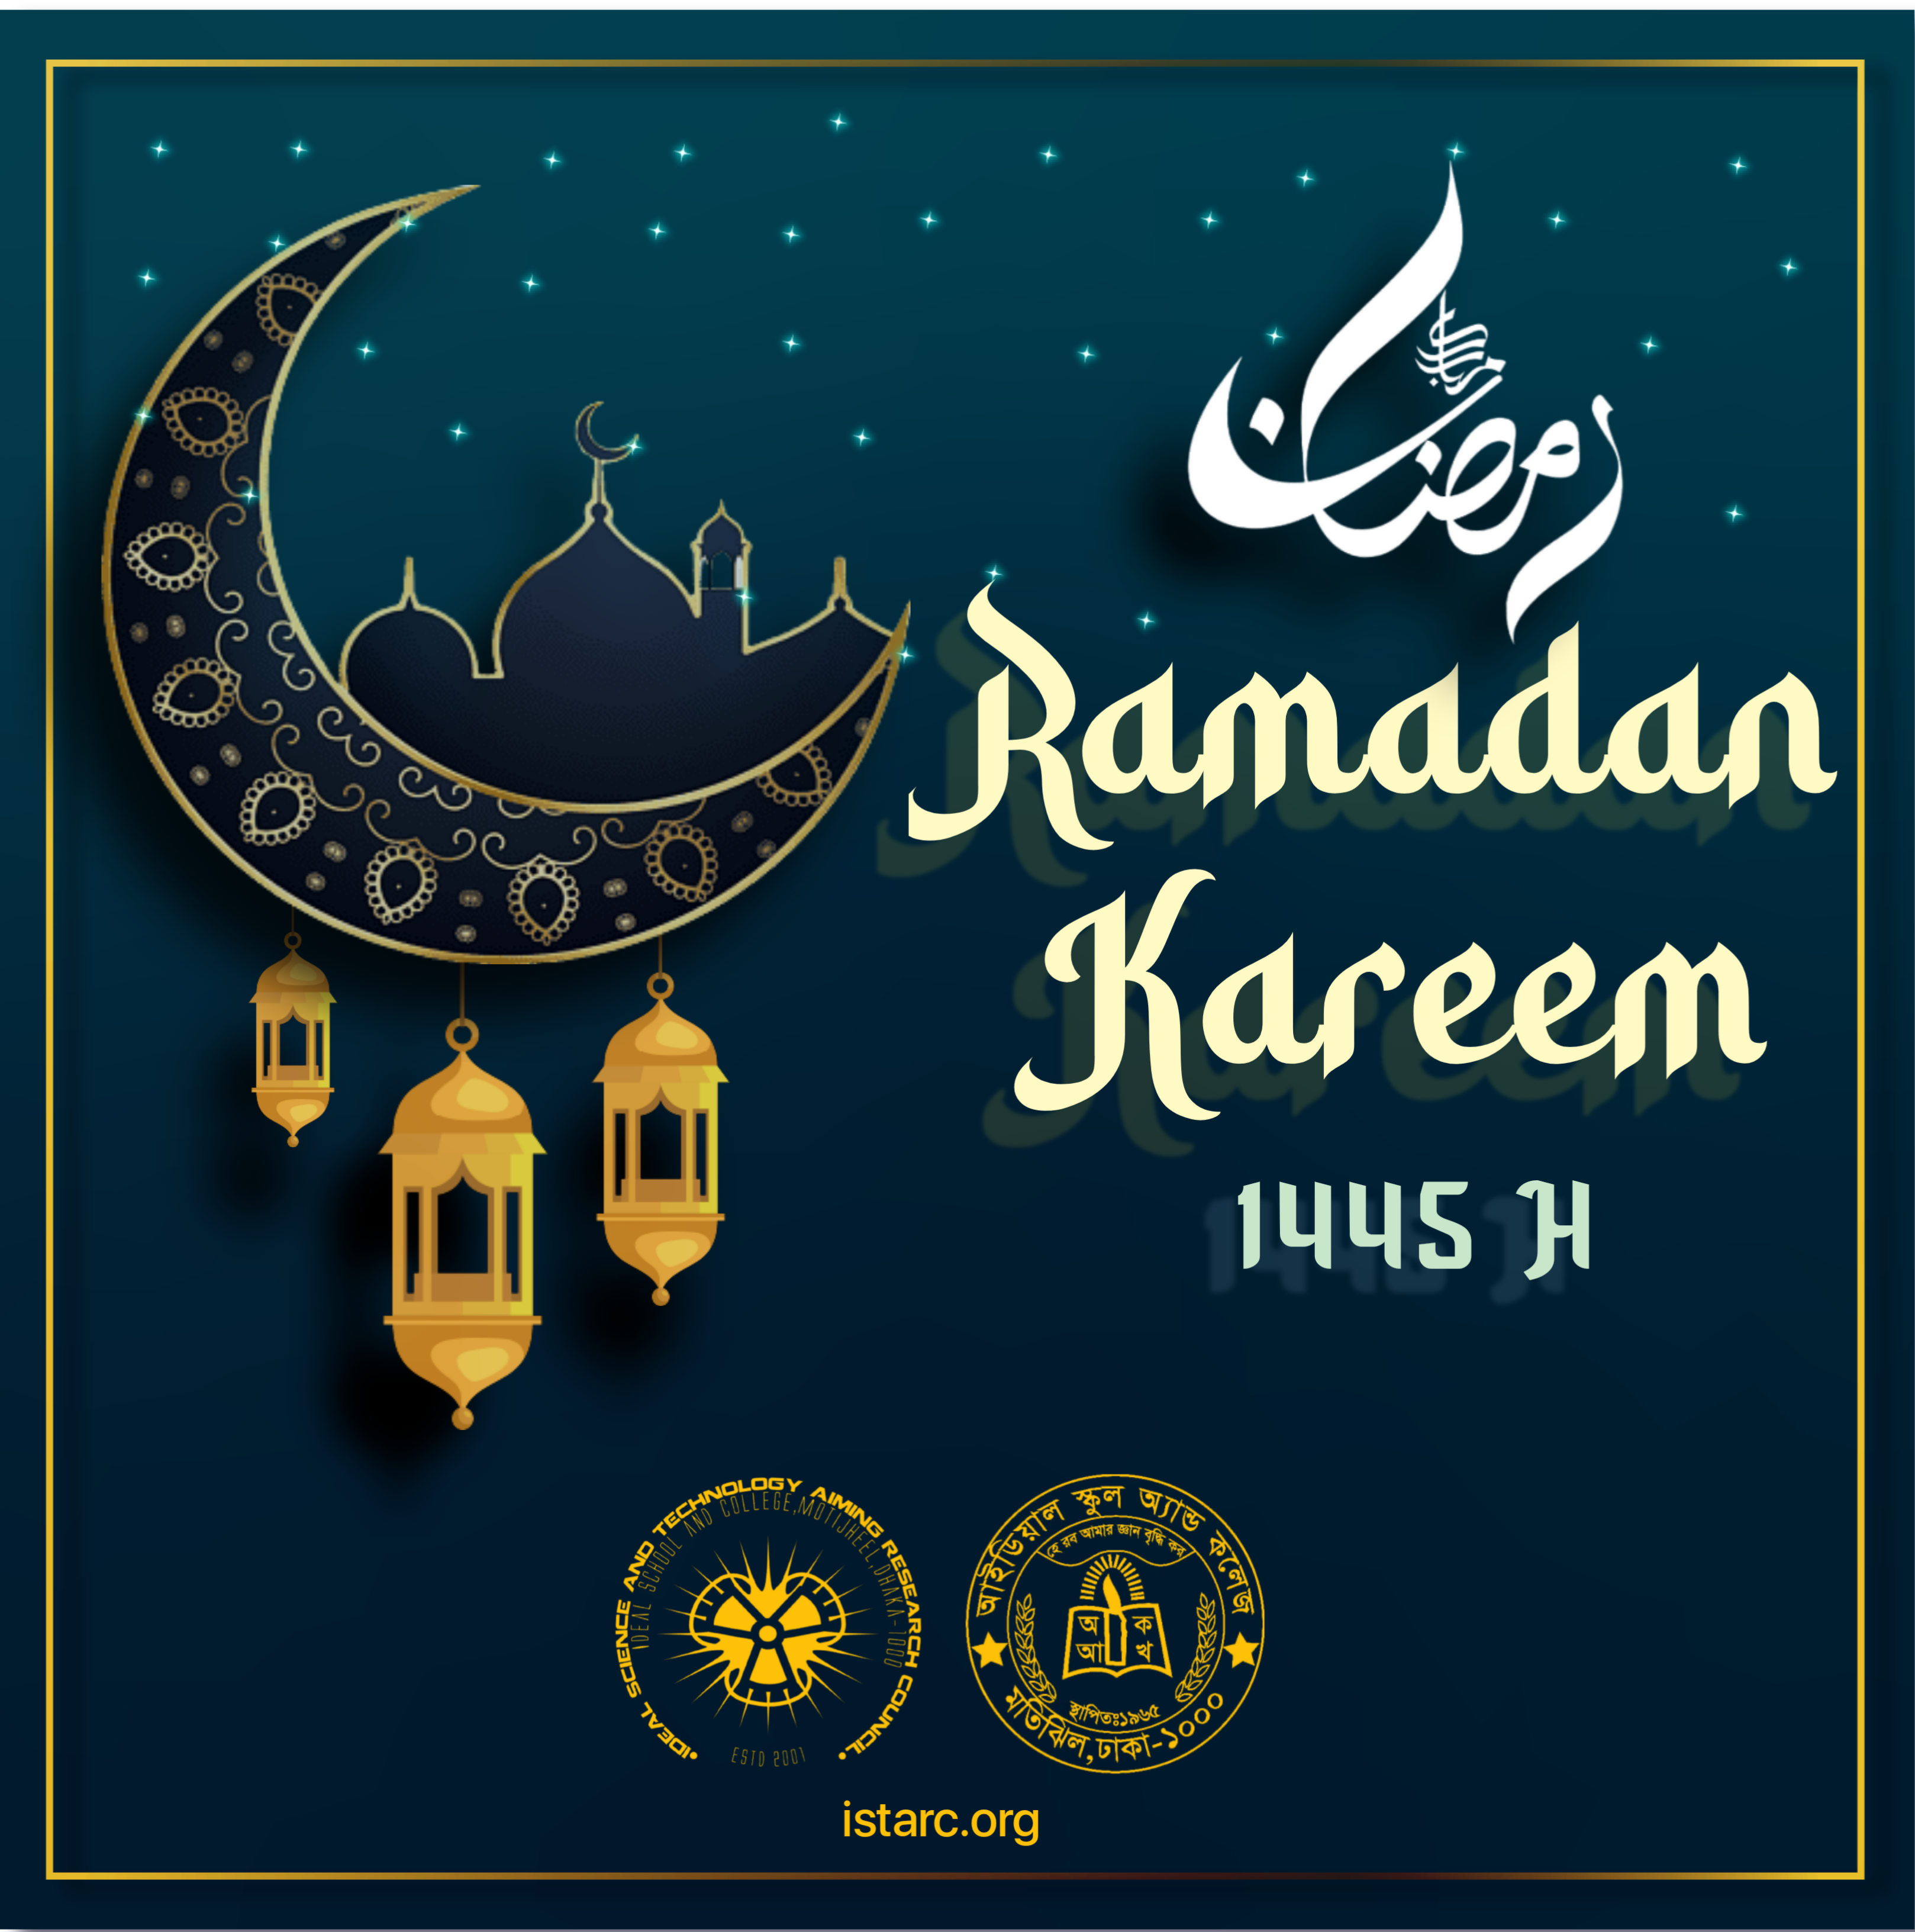 رمضان
Ramadan
Kareem
1445 H
•IDEAL SCIENCE AND TECHNOLOGY AIMING RESEARCH COUNCIL•
IDEAL SCHOOL AND COLLEGE,MOTIJHEEL,DHAKA-1000
ESTD 2001
আইডিয়াল স্কুল অ্যান্ড কলেজ
হে রব আমার জ্ঞান বৃদ্ধি কর
অ ক
আ খ
স্থাপিতঃ১৯৬৫
মতিঝিল,ঢাকা-১০০০
istarc.org